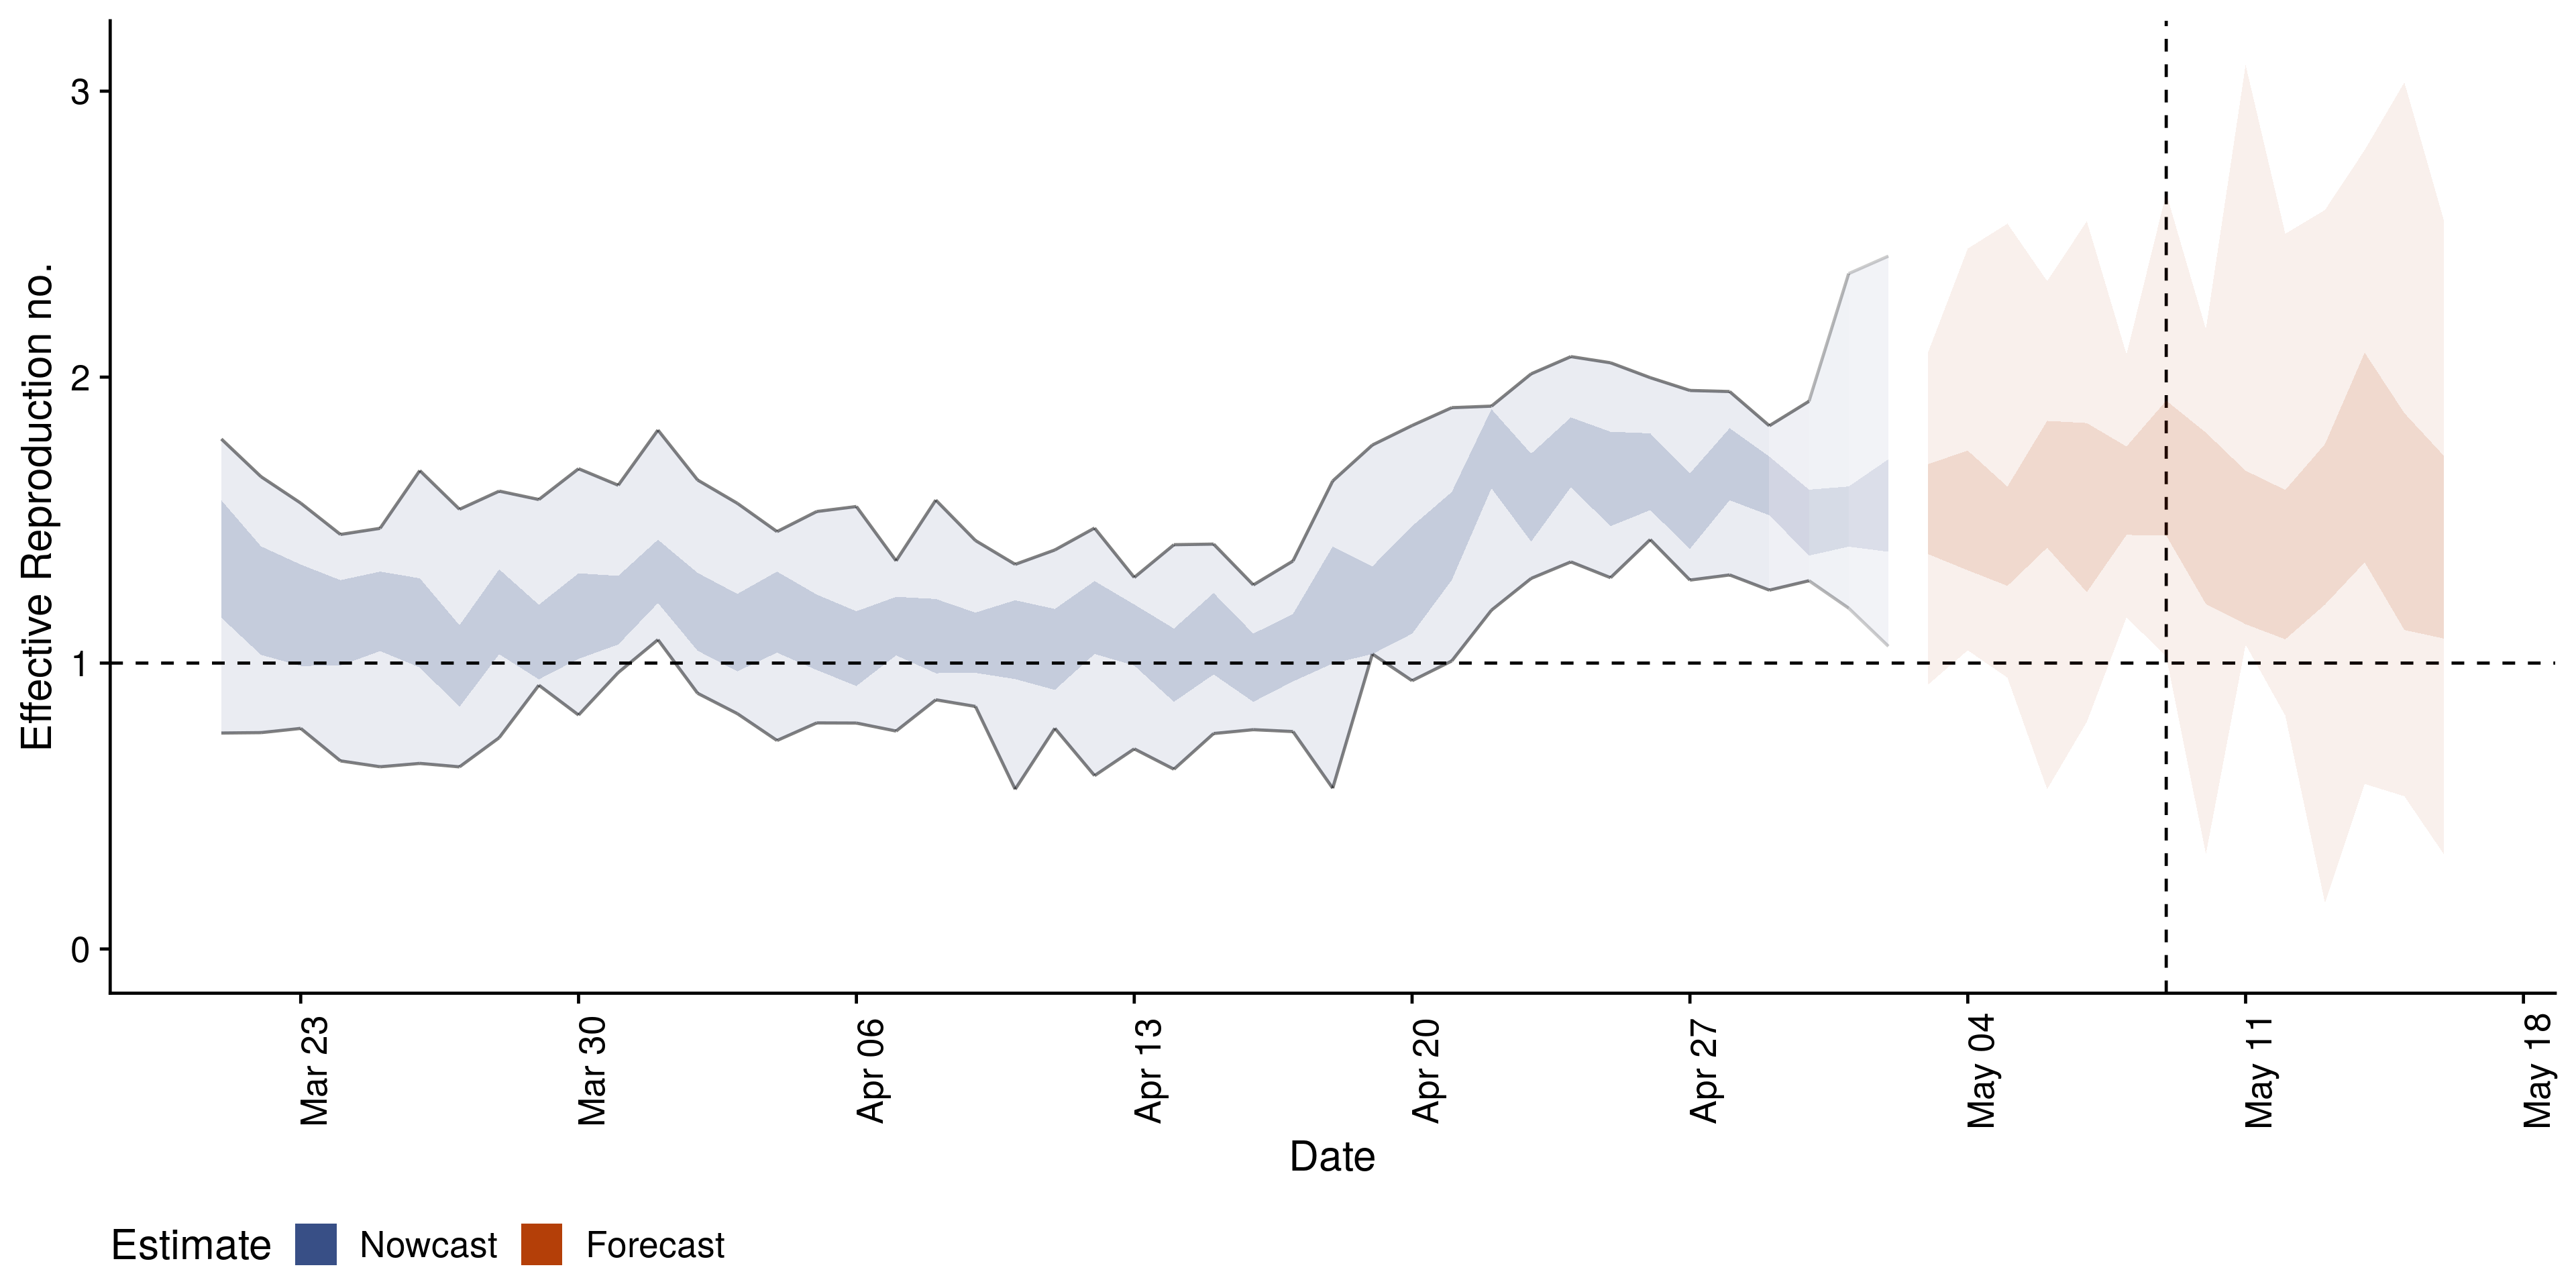 Effective Reproduction no.
3
2
1
0
Mar 23
Mar 30
Apr 06
Apr 13
Apr 20
Apr 27
May 04
May 11
May 18
Date
Estimate Nowcast Forecast